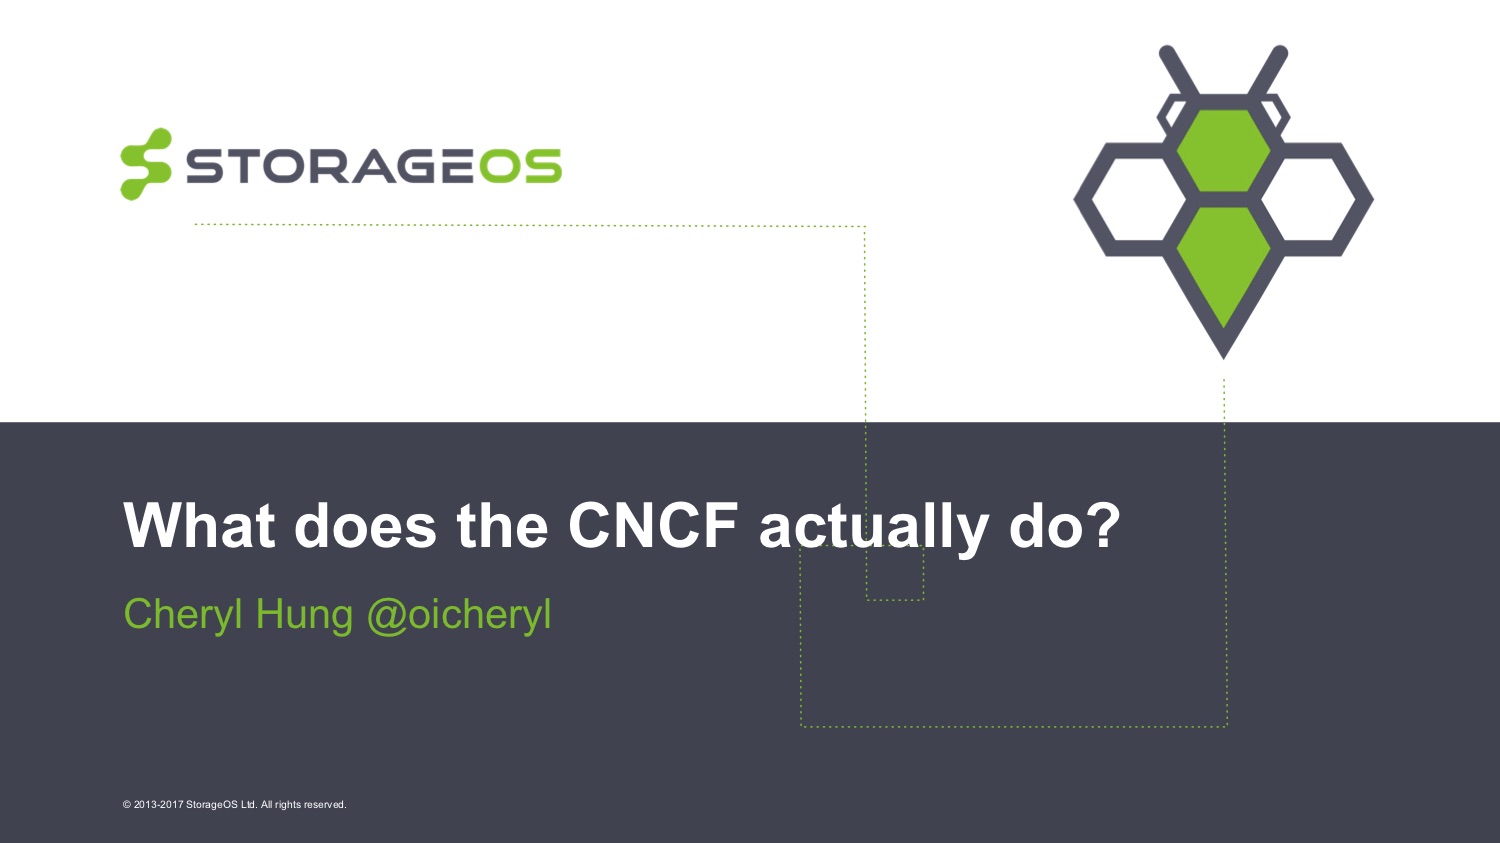 STORAGEOS
What does the CNCF actually do?
Cheryl Hung @oicheryl
© 2013-2017 StorageOS Ltd. All rights reserved.